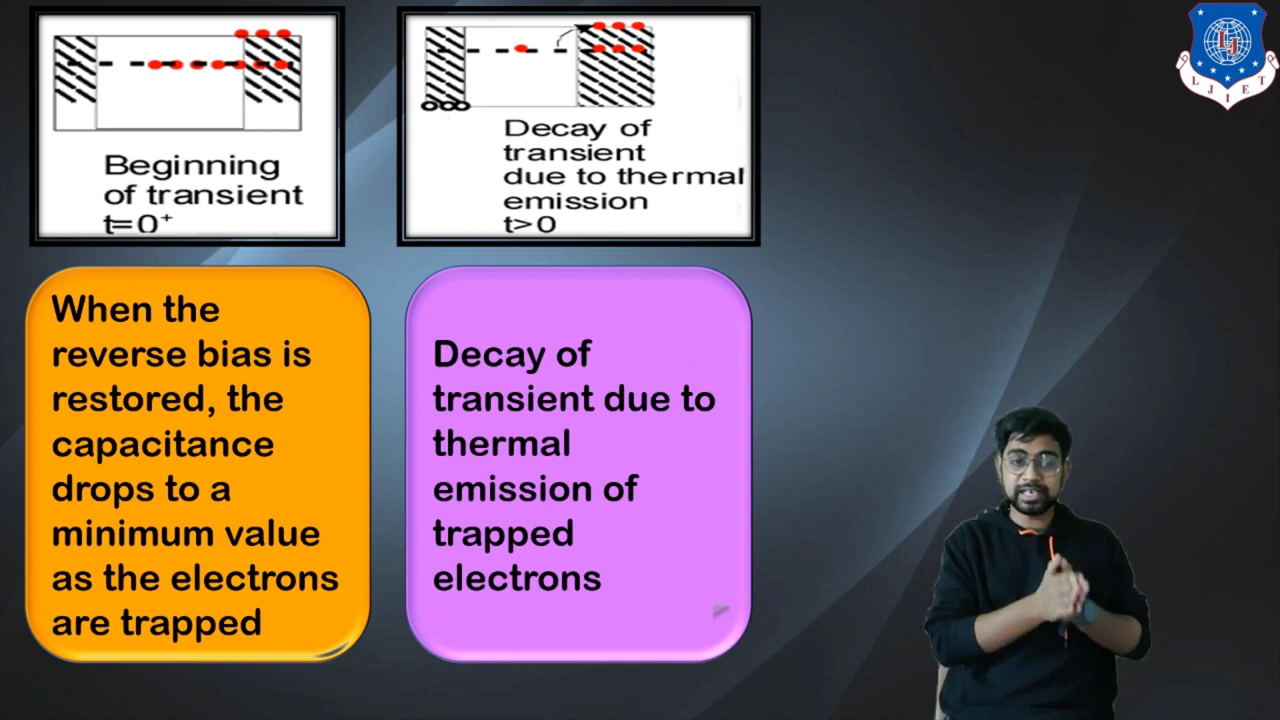 Beginning
of transient
t=0⁺
Decay of
transient
due to thermal
emission
t>0
L J I E T
LJ
When the
reverse bias is
restored, the
capacitance
drops to a
minimum value
as the electrons
are trapped
Decay of
transient due to
thermal
emission of
trapped
electrons